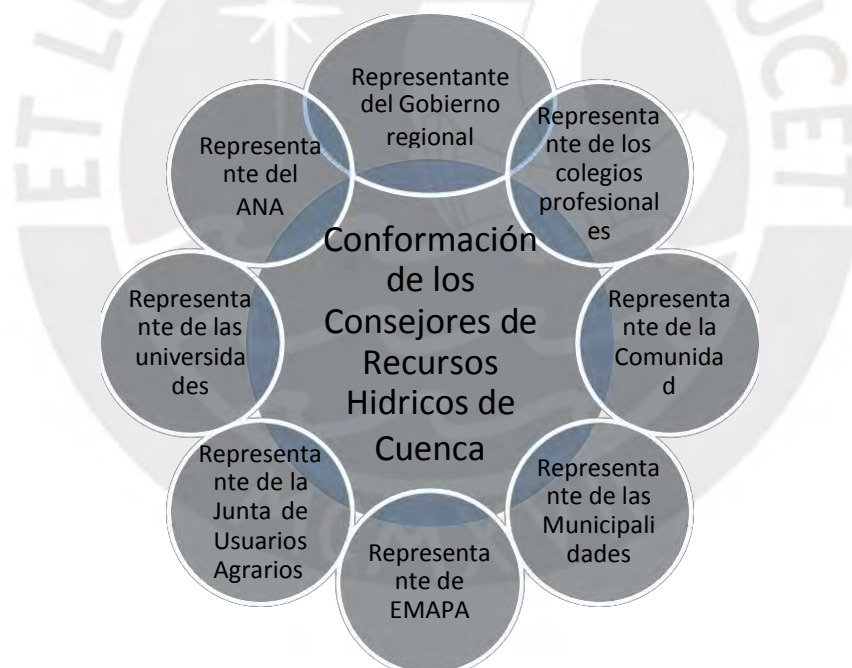 Representante
del Gobierno
regional
Representa
nte de los
colegios
profesional
es
Representa
nte de la
Comunida
d
Representa
nte de las
Municipali
dades
Representa
nte de
EMAPA
Representa
nte de la
Junta de
Usuarios
Agrarios
Representa
nte de las
universida
des
Representa
nte del
ANA
Conformación
de los
Consejores de
Recursos
Hidricos de
Cuenca